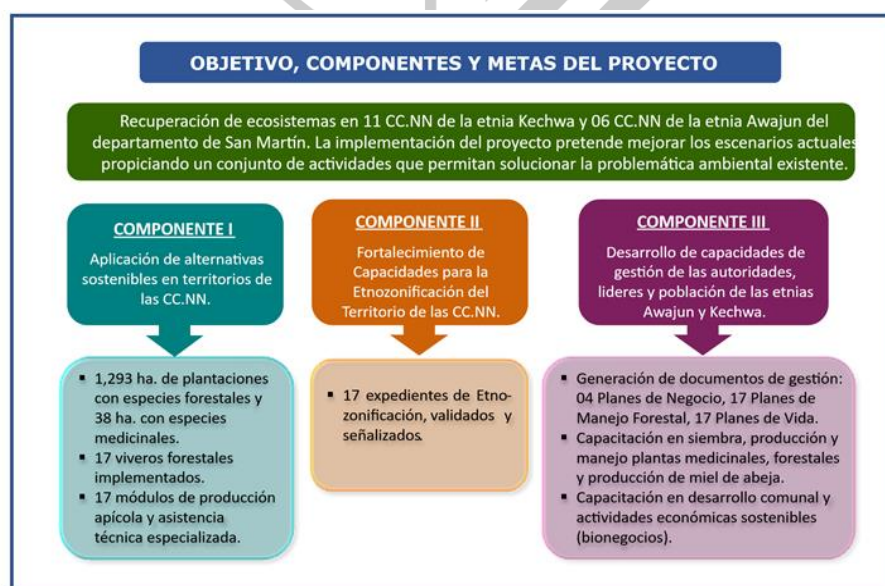 OBJETIVO, COMPONENTES Y METAS DEL PROYECTO
Recuperación de ecosistemas en 11 CC.NN de la etnia Kechwa y 06 CC.NN de la etnia Awajun del
departamento de San Martín. La implementación del proyecto pretende mejorar los escenarios actuales
propiciando un conjunto de actividades que permitan solucionar la problemática ambiental existente.
COMPONENTE I
Aplicación de alternativas
sostenibles en territorios de
las CC.NN.
▪ 1,293 ha. de plantaciones
con especies forestales y
38 ha. con especies
medicinales.
▪ 17 viveros forestales
implementados.
▪ 17 módulos de producción
apícola y asistencia
técnica especializada.
COMPONENTE II
Fortalecimiento de
Capacidades para la
Etnozonificación del
Territorio de las CC.NN.
▪ 17 expedientes de Etno-
zonificación, validados y
señalizados.
COMPONENTE III
Desarrollo de capacidades de
gestión de las autoridades,
lideres y población de las etnias
Awajun y Kechwa.
▪ Generación de documentos de gestión:
04 Planes de Negocio, 17 Planes de
Manejo Forestal, 17 Planes de Vida.
▪ Capacitación en siembra, producción y
manejo plantas medicinales, forestales
y producción de miel de abeja.
▪ Capacitación en desarrollo comunal y
actividades económicas sostenibles
(bionegocios).